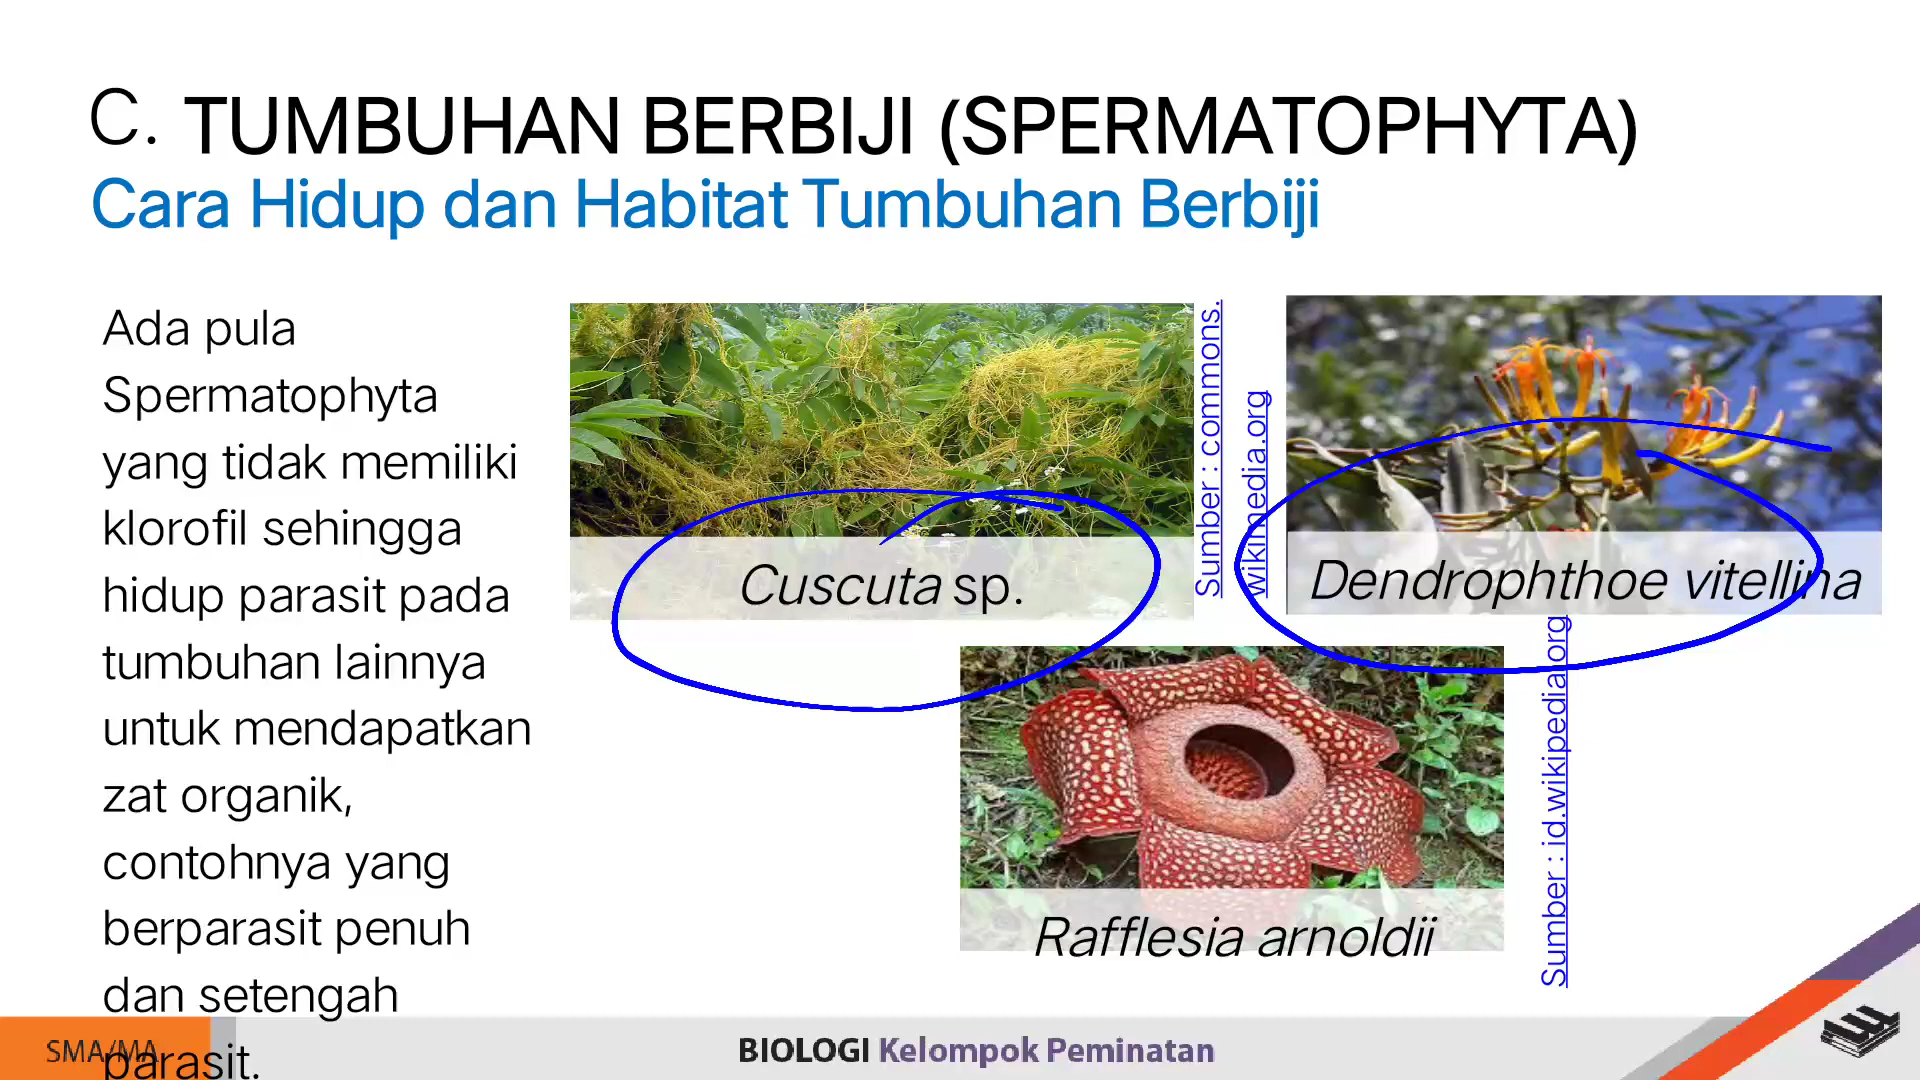 C. TUMBUHAN BERBIJI (SPERMATOPHYTA)
Cara Hidup dan Habitat Tumbuhan Berbiji
Ada pula
Spermatophyta
yang tidak memiliki
klorofil sehingga
hidup parasit pada
tumbuhan lainnya
untuk mendapatkan
zat organik,
contohnya yang
berparasit penuh
dan setengah
parasit.
Cuscuta sp.
Sumber : commons.
wikimedia.org
Dendrophthoe vitellina
Rafflesia arnoldii
Sumber : id.wikipedia.org
SMA/MA
BIOLOGI Kelompok Peminatan